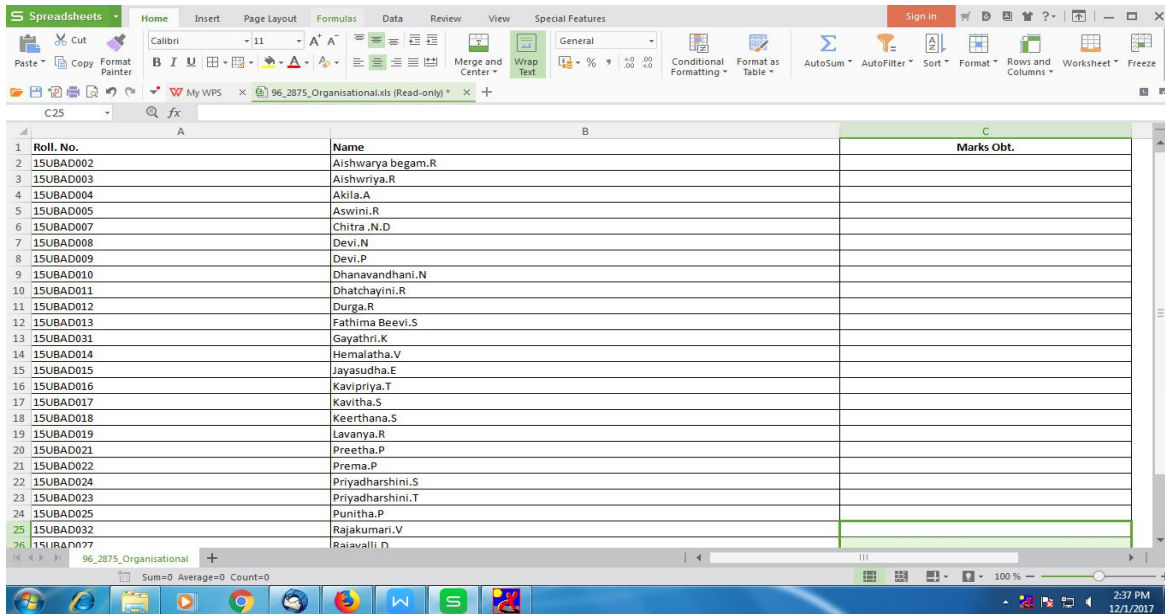 S Spreadsheets Home Insert Page Layout Formulas Data Review View Special Features Sign in
Cut Calibri 11 A+ A- General AutoSum AutoFilter Sort Format Rows and Columns Worksheet Freeze
Paste Copy Format Painter B I U Merge and Center Wrap Text Conditional Formatting Format as Table
My WPS 96_2875_Organisational.xls (Read-only) *
C25 fx
A B C
1 Roll. No. Name Marks Obt.
2 15UBAD002 Aishwarya begam.R
3 15UBAD003 Aishwriya.R
4 15UBAD004 Akila.A
5 15UBAD005 Aswini.R
6 15UBAD007 Chitra .N.D
7 15UBAD008 Devi.N
8 15UBAD009 Devi.P
9 15UBAD010 Dhanavandhani.N
10 15UBAD011 Dhatchayini.R
11 15UBAD012 Durga.R
12 15UBAD013 Fathima Beevi.S
13 15UBAD031 Gayathri.K
14 15UBAD014 Hemalatha.V
15 15UBAD015 Jayasudha.E
16 15UBAD016 Kavipriya.T
17 15UBAD017 Kavitha.S
18 15UBAD018 Keerthana.S
19 15UBAD019 Lavanya.R
20 15UBAD021 Preetha.P
21 15UBAD022 Prema.P
22 15UBAD024 Priyadharshini.S
23 15UBAD023 Priyadharshini.T
24 15UBAD025 Punitha.P
25 15UBAD032 Rajakumari.V
26 15UBAD027 Rajavalli.D
96_2875_Organisational
Sum=0 Average=0 Count=0 100 %
2:37 PM
12/1/2017